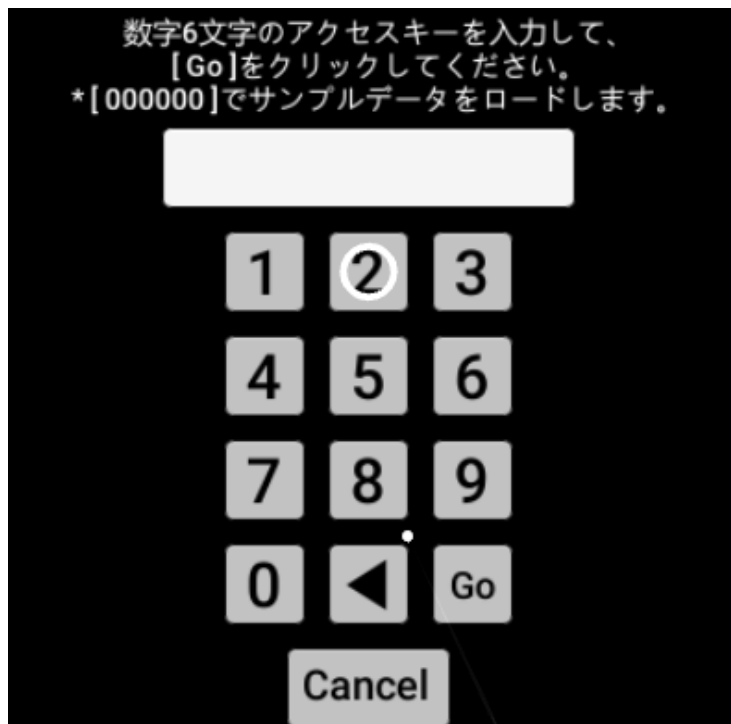 数字6文字のアクセスキーを入力して、
[Go]をクリックしてください。
*[000000]でサンプルデータをロードします。
1 2 3
4 5 6
7 8 9
0 ◀ Go
Cancel